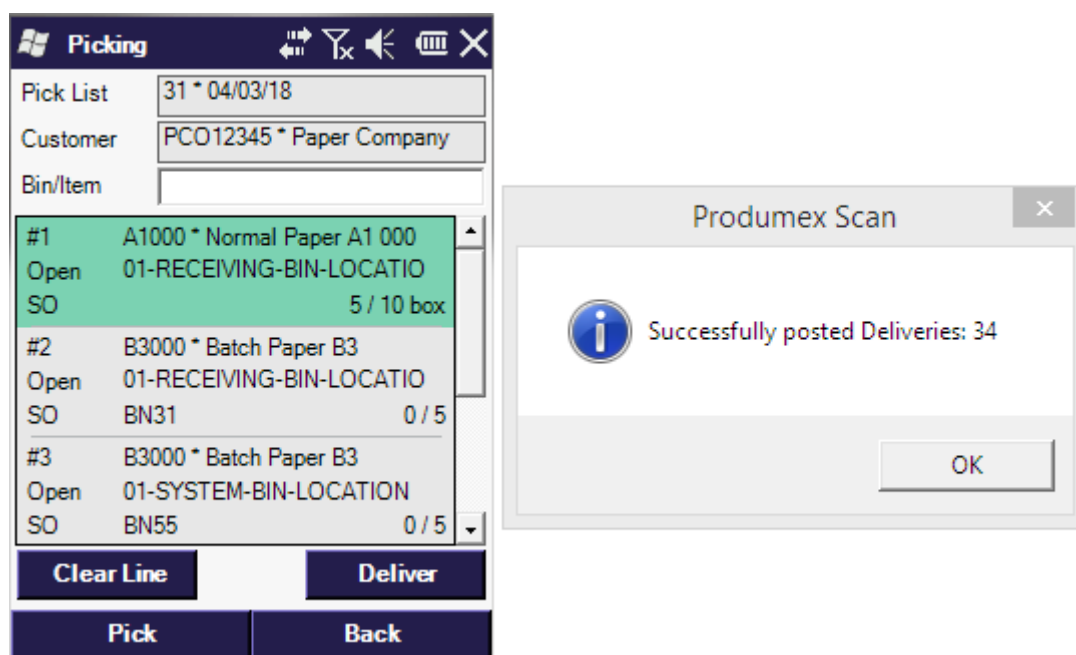 Picking
Pick List 31 * 04/03/18
Customer PCO12345 * Paper Company
Bin/Item
#1 A1000 * Normal Paper A1 000
Open 01-RECEIVING-BIN-LOCATIO
SO 5 / 10 box
#2 B3000 * Batch Paper B3
Open 01-RECEIVING-BIN-LOCATIO
SO BN31 0 / 5
#3 B3000 * Batch Paper B3
Open 01-SYSTEM-BIN-LOCATION
SO BN55 0 / 5
Clear Line Deliver
Pick Back
Produmex Scan
Successfully posted Deliveries: 34
OK